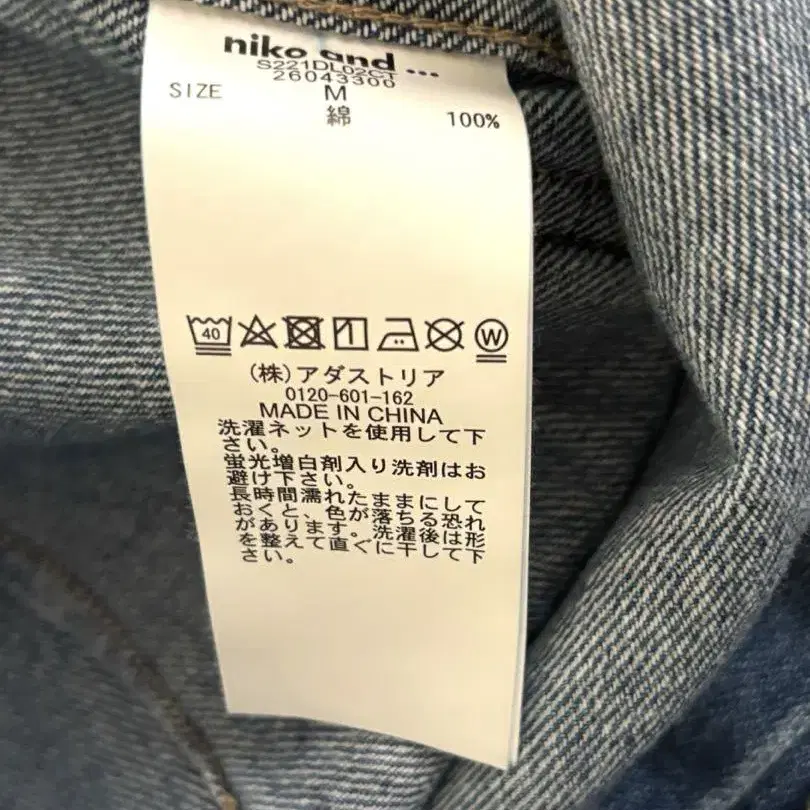 niko and ...
S221DL02CT
26043300
SIZE M
綿 100%
40 W
(株)アダストリア
0120-601-162
MADE IN CHINA
洗濯ネットを使用して下
さい。
蛍光増白剤入り洗剤はお
避け下さい。
長時間濡れたままにして
おくと、色が落ちる恐れ
があります。洗濯後は形
を整えて直ぐに干して下
さい。